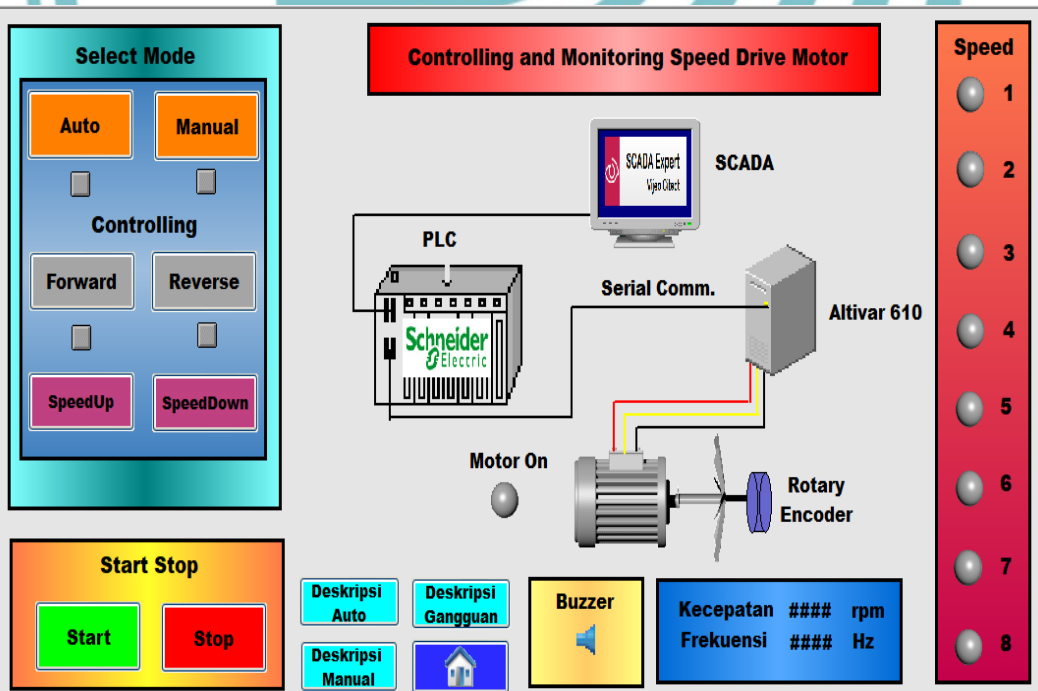 Select Mode
Auto
Manual
Controlling
Forward
Reverse
SpeedUp
SpeedDown
Start Stop
Start
Stop
Controlling and Monitoring Speed Drive Motor
SCADA Expert
Vijeo Citect
SCADA
PLC
Schneider
Electric
Serial Comm.
Altivar 610
Motor On
Rotary
Encoder
Deskripsi
Auto
Deskripsi
Gangguan
Deskripsi
Manual
Buzzer
Kecepatan #### rpm
Frekuensi #### Hz
Speed
1
2
3
4
5
6
7
8